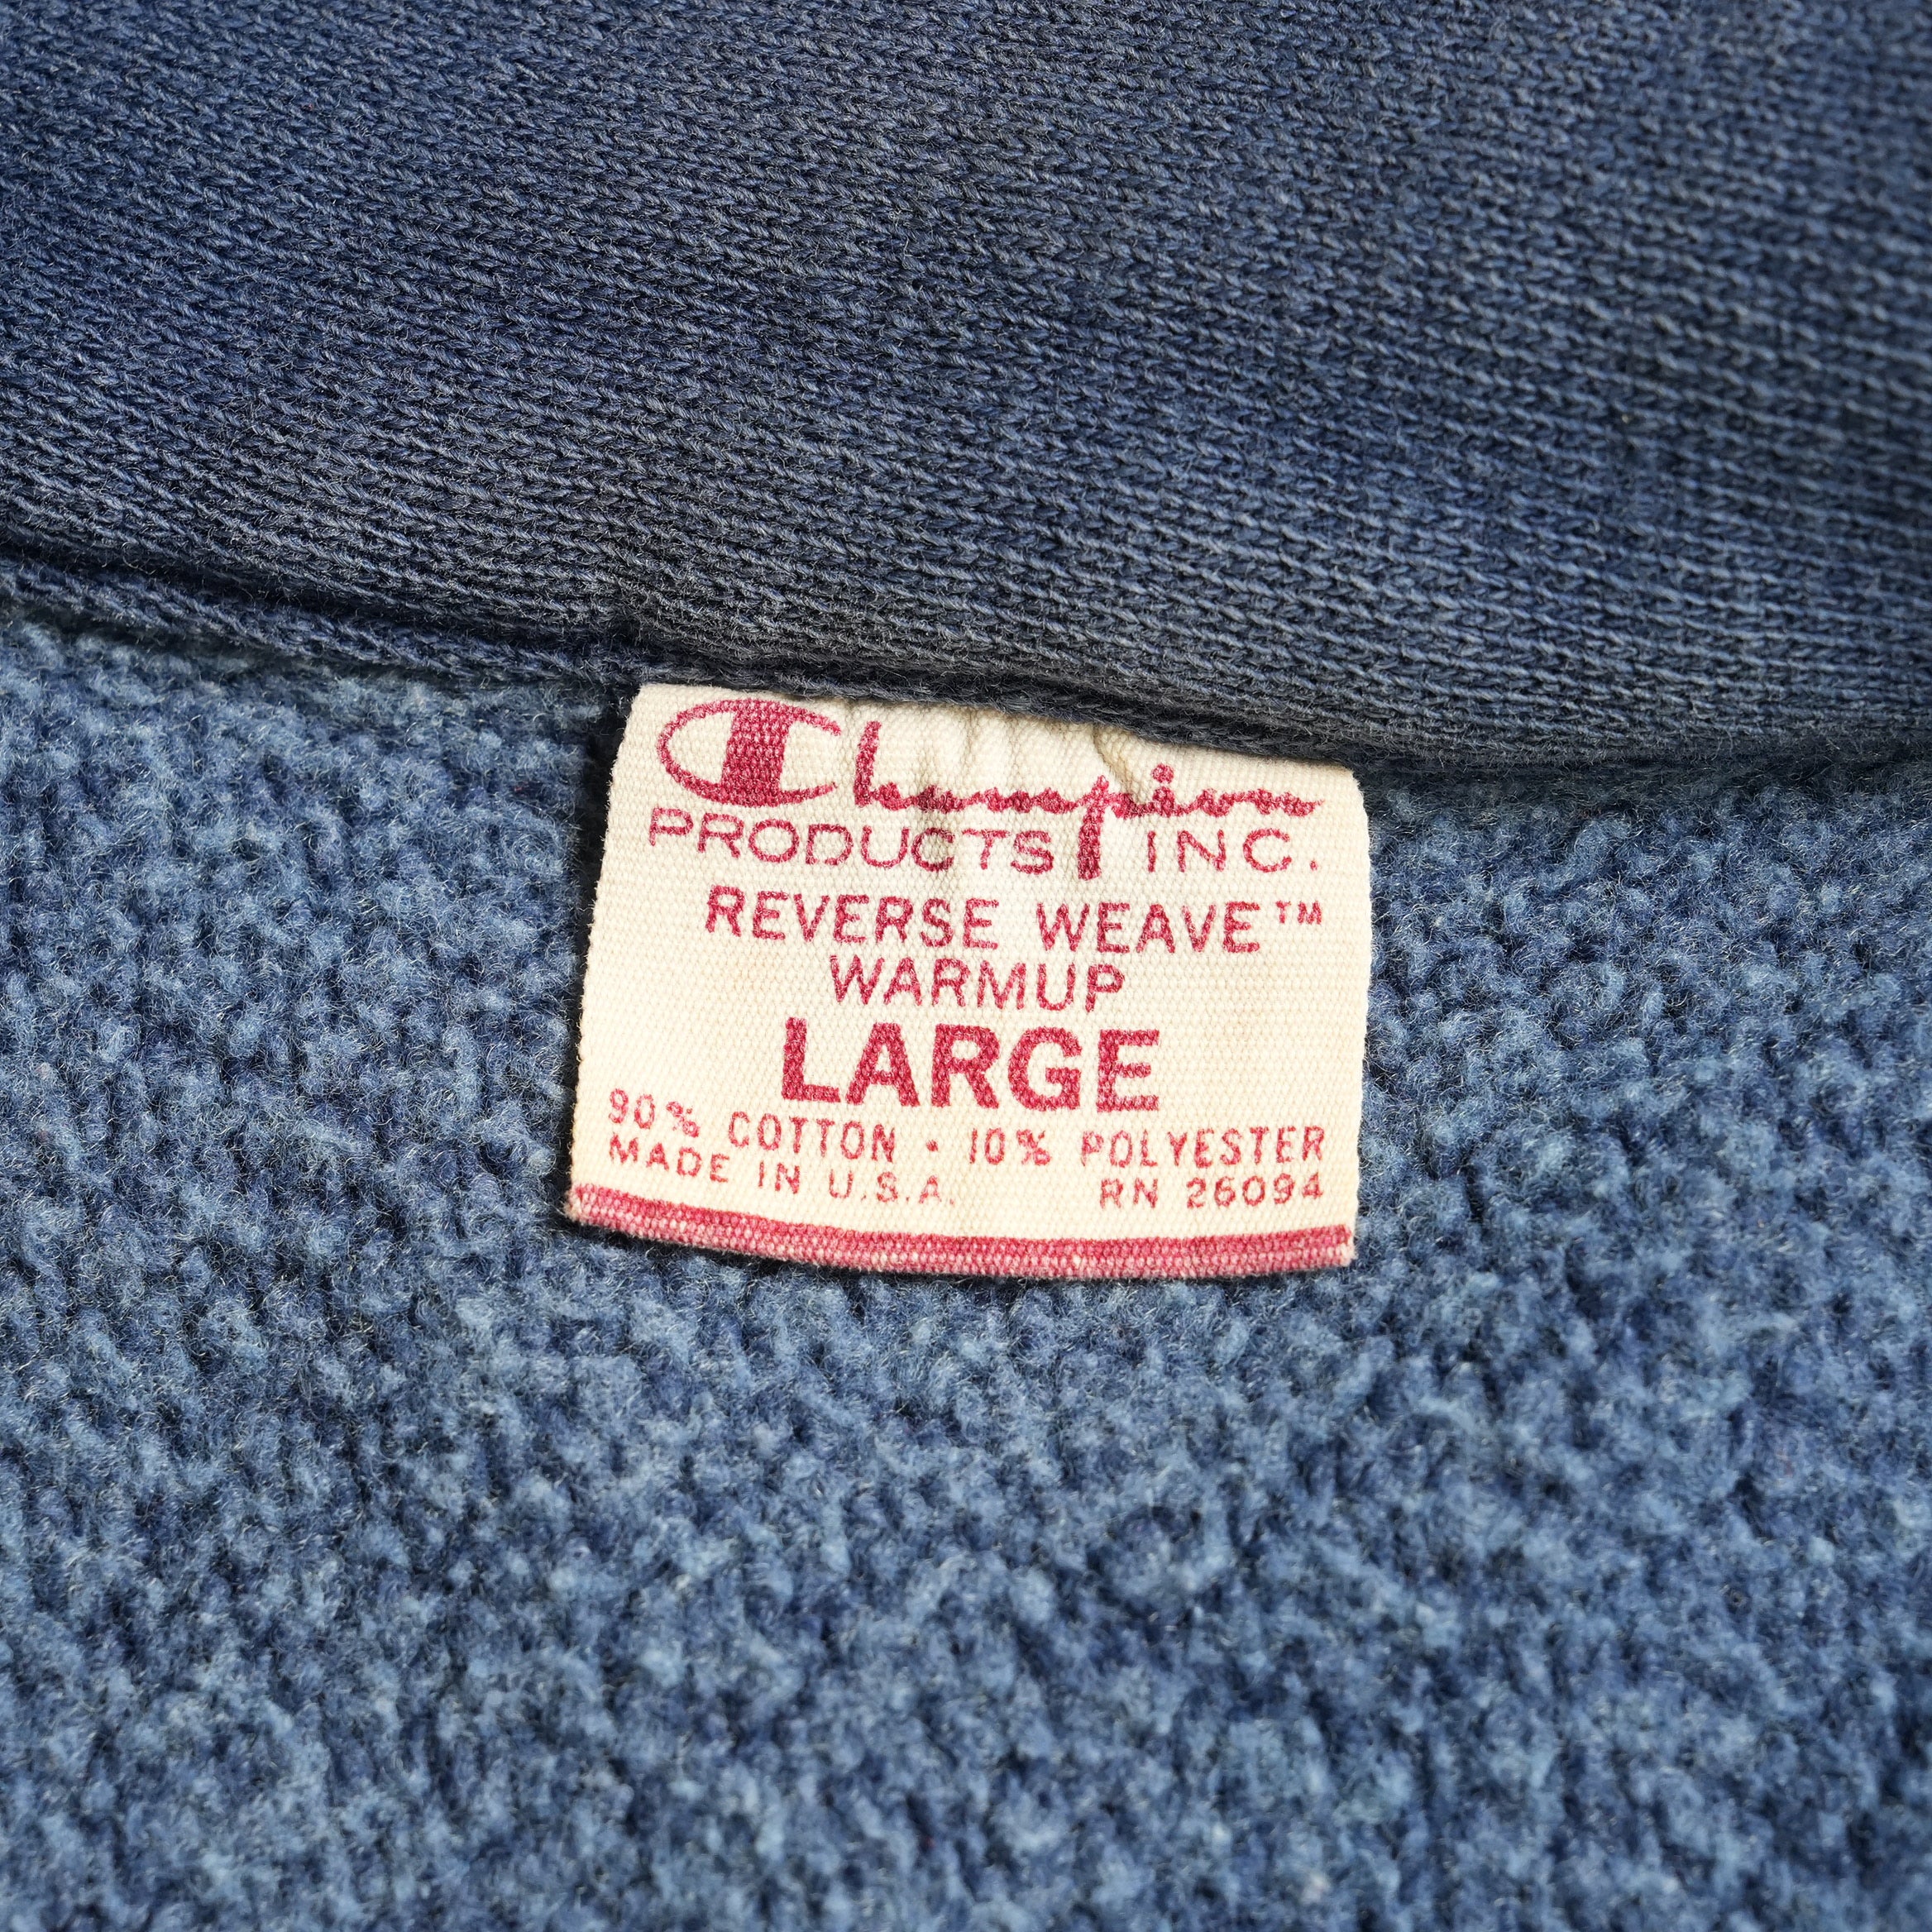 Champion
PRODUCTS INC.
REVERSE WEAVE™
WARMUP
LARGE
90% COTTON • 10% POLYESTER
MADE IN U.S.A. RN 26094